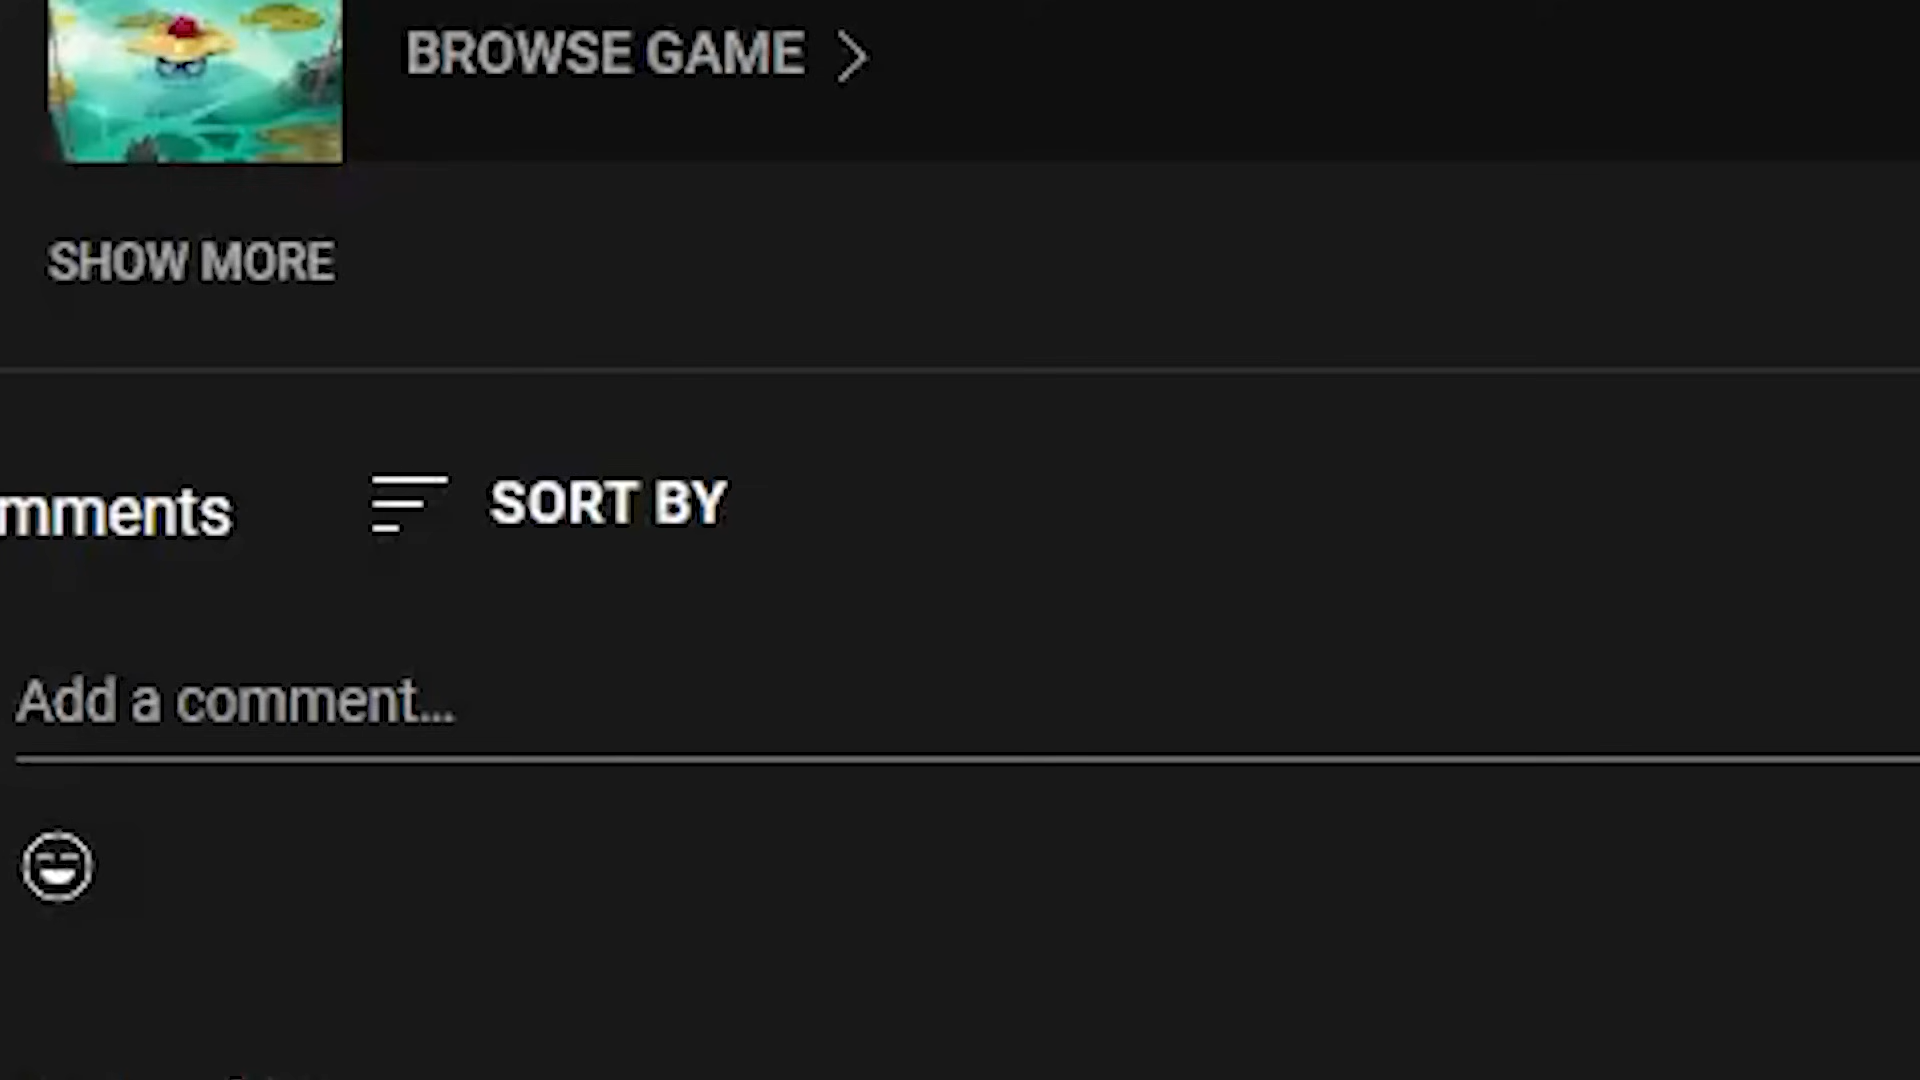 BROWSE GAME
SHOW MORE
mments
SORT BY
Add a comment...